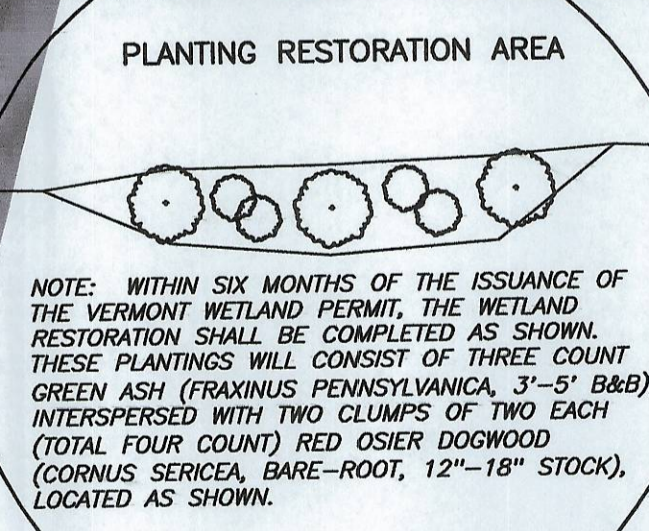 PLANTING RESTORATION AREA
NOTE: WITHIN SIX MONTHS OF THE ISSUANCE OF
THE VERMONT WETLAND PERMIT, THE WETLAND
RESTORATION SHALL BE COMPLETED AS SHOWN.
THESE PLANTINGS WILL CONSIST OF THREE COUNT
GREEN ASH (FRAXINUS PENNSYLVANICA, 3'-5' B&B)
INTERSPERSED WITH TWO CLUMPS OF TWO EACH
(TOTAL FOUR COUNT) RED OSIER DOGWOOD
(CORNUS SERICEA, BARE-ROOT, 12"-18" STOCK),
LOCATED AS SHOWN.